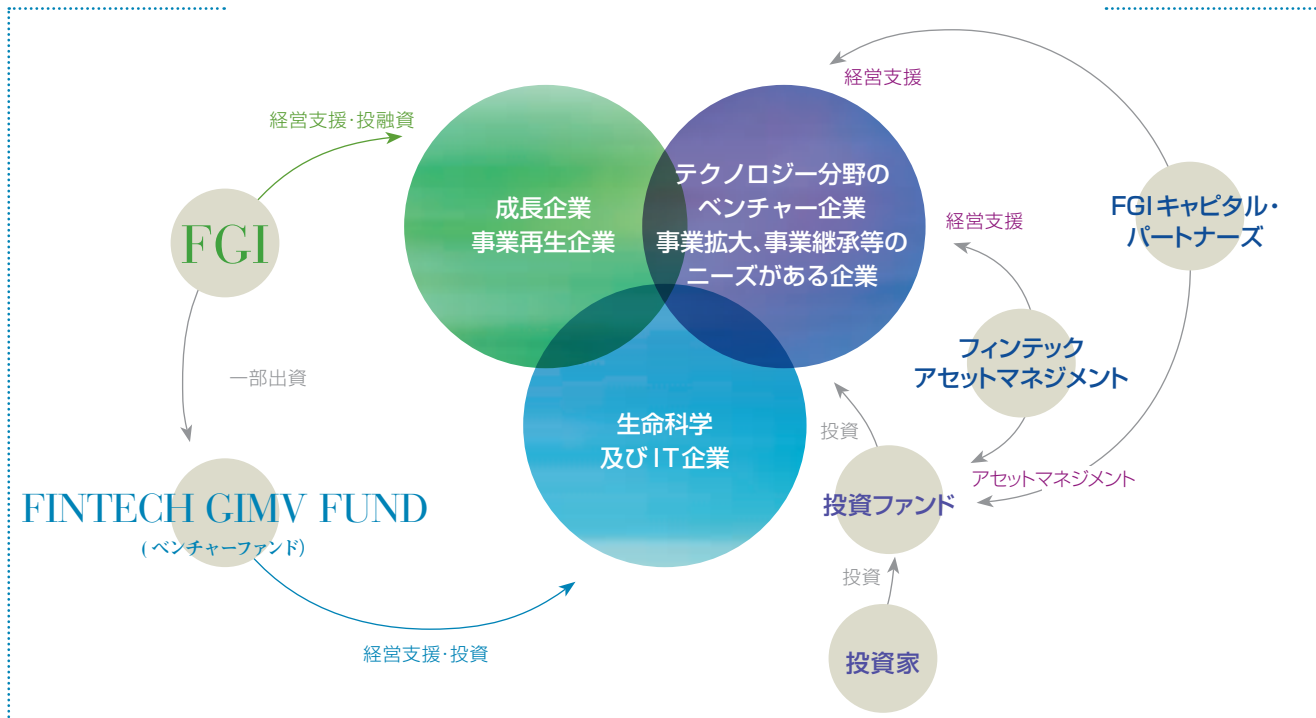 経営支援
経営支援・投融資
テクノロジー分野の
ベンチャー企業
事業拡大、事業継承等の
ニーズがある企業
成長企業
事業再生企業
FGIキャピタル・
パートナーズ
経営支援
FGI
フィンテック
アセットマネジメント
一部出資
生命科学
及びIT企業
投資
アセットマネジメント
FINTECH GIMV FUND
(ベンチャーファンド)
投資ファンド
投資
経営支援・投資
投資家